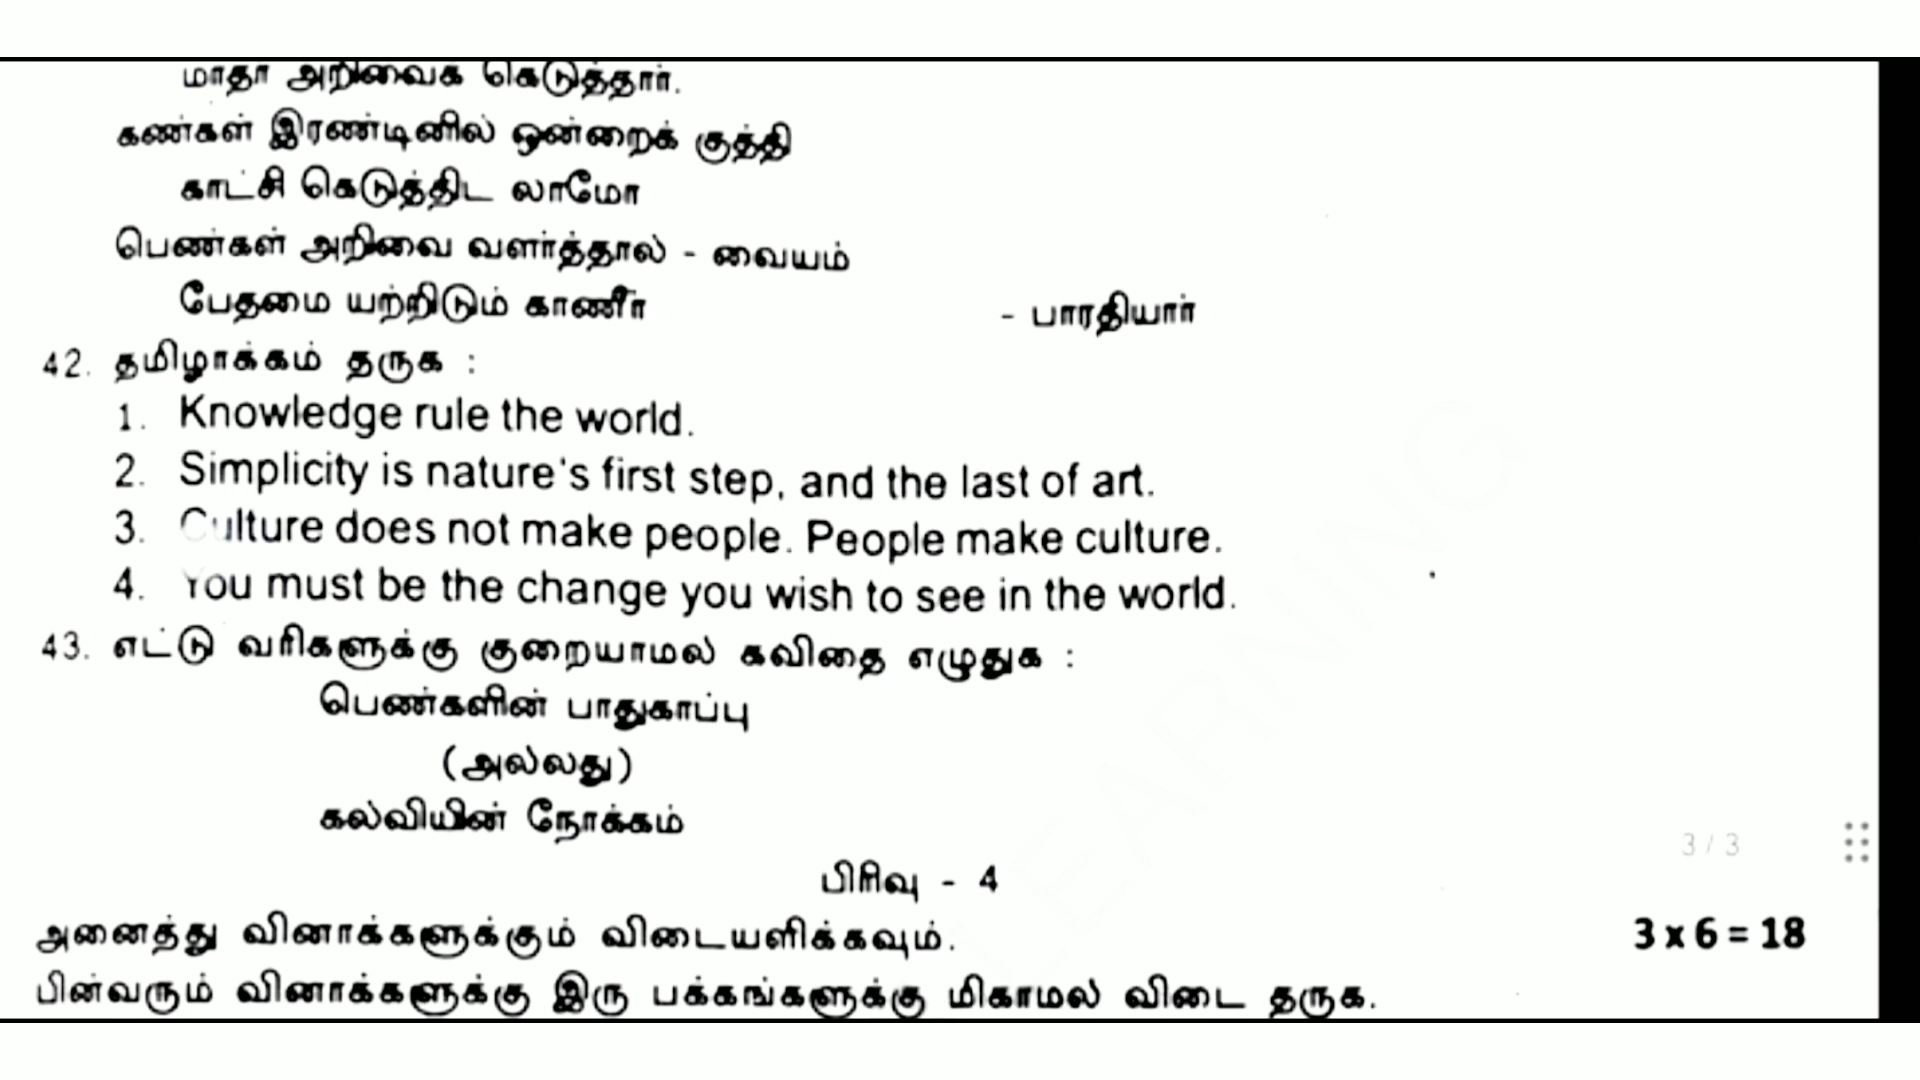 மாதா அறிவைக் கெடுத்தார்.
கண்கள் இரண்டினில் ஒன்றைக் குத்தி
காட்சி கெடுத்திட லாமோ
பெண்கள் அறிவை வளர்த்தால் - வையம்
பேதமை யற்றிடும் காணீர் - பாரதியார்
42. தமிழாக்கம் தருக :
1. Knowledge rule the world.
2. Simplicity is nature's first step, and the last of art.
3. Culture does not make people. People make culture.
4. You must be the change you wish to see in the world.
43. எட்டு வரிகளுக்கு குறையாமல் கவிதை எழுதுக :
பெண்களின் பாதுகாப்பு
(அல்லது)
கல்வியின் நோக்கம்
3 / 3
பிரிவு - 4
அனைத்து வினாக்களுக்கும் விடையளிக்கவும். 3 x 6 = 18
பின்வரும் வினாக்களுக்கு இரு பக்கங்களுக்கு மிகாமல் விடை தருக.
LEARNING